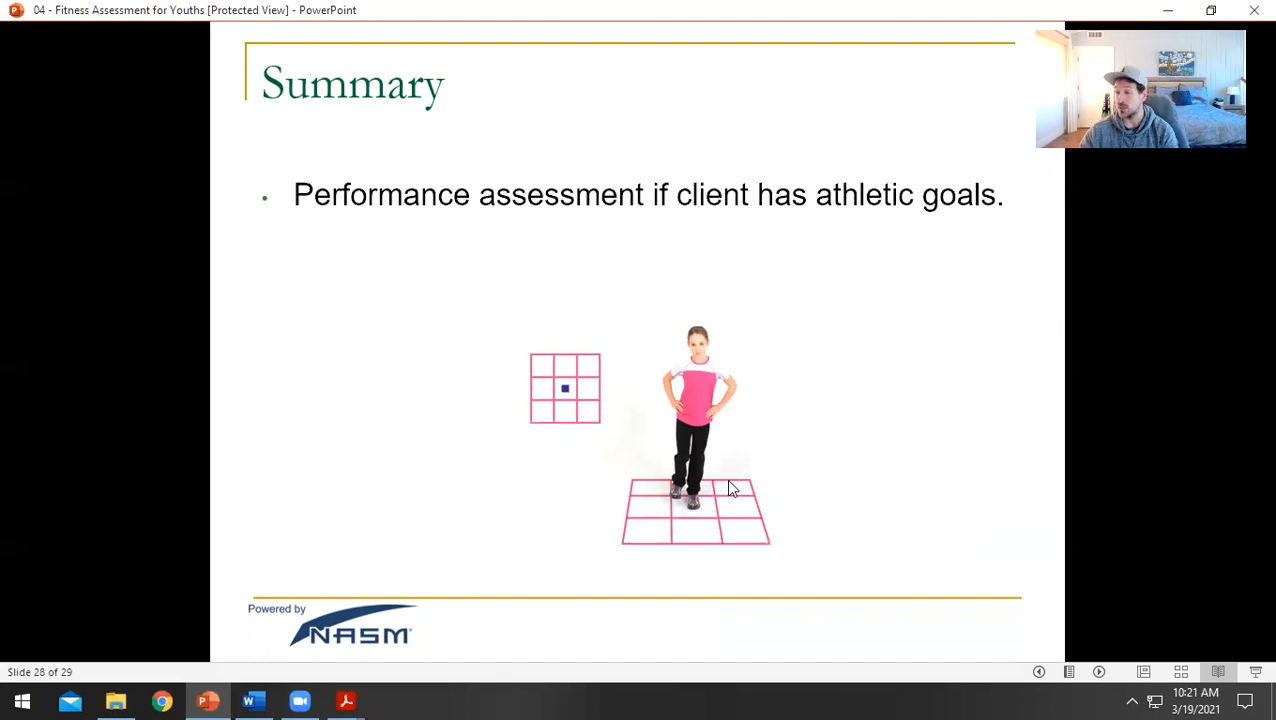 04 - Fitness Assessment for Youths [Protected View] - PowerPoint
Summary
• Performance assessment if client has athletic goals.
Powered by
NASM
Slide 28 of 29
10:21 AM
3/19/2021